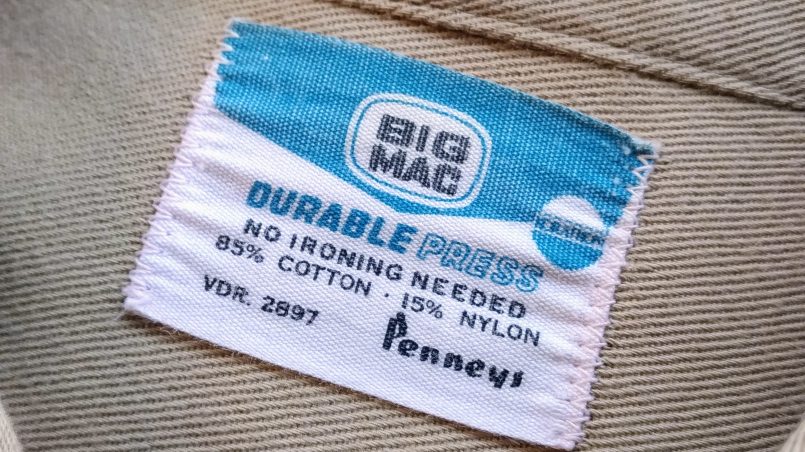 BIG
MAC
DURABLE PRESS
NO IRONING NEEDED
85% COTTON · 15% NYLON
VDR. 2897
Penneys